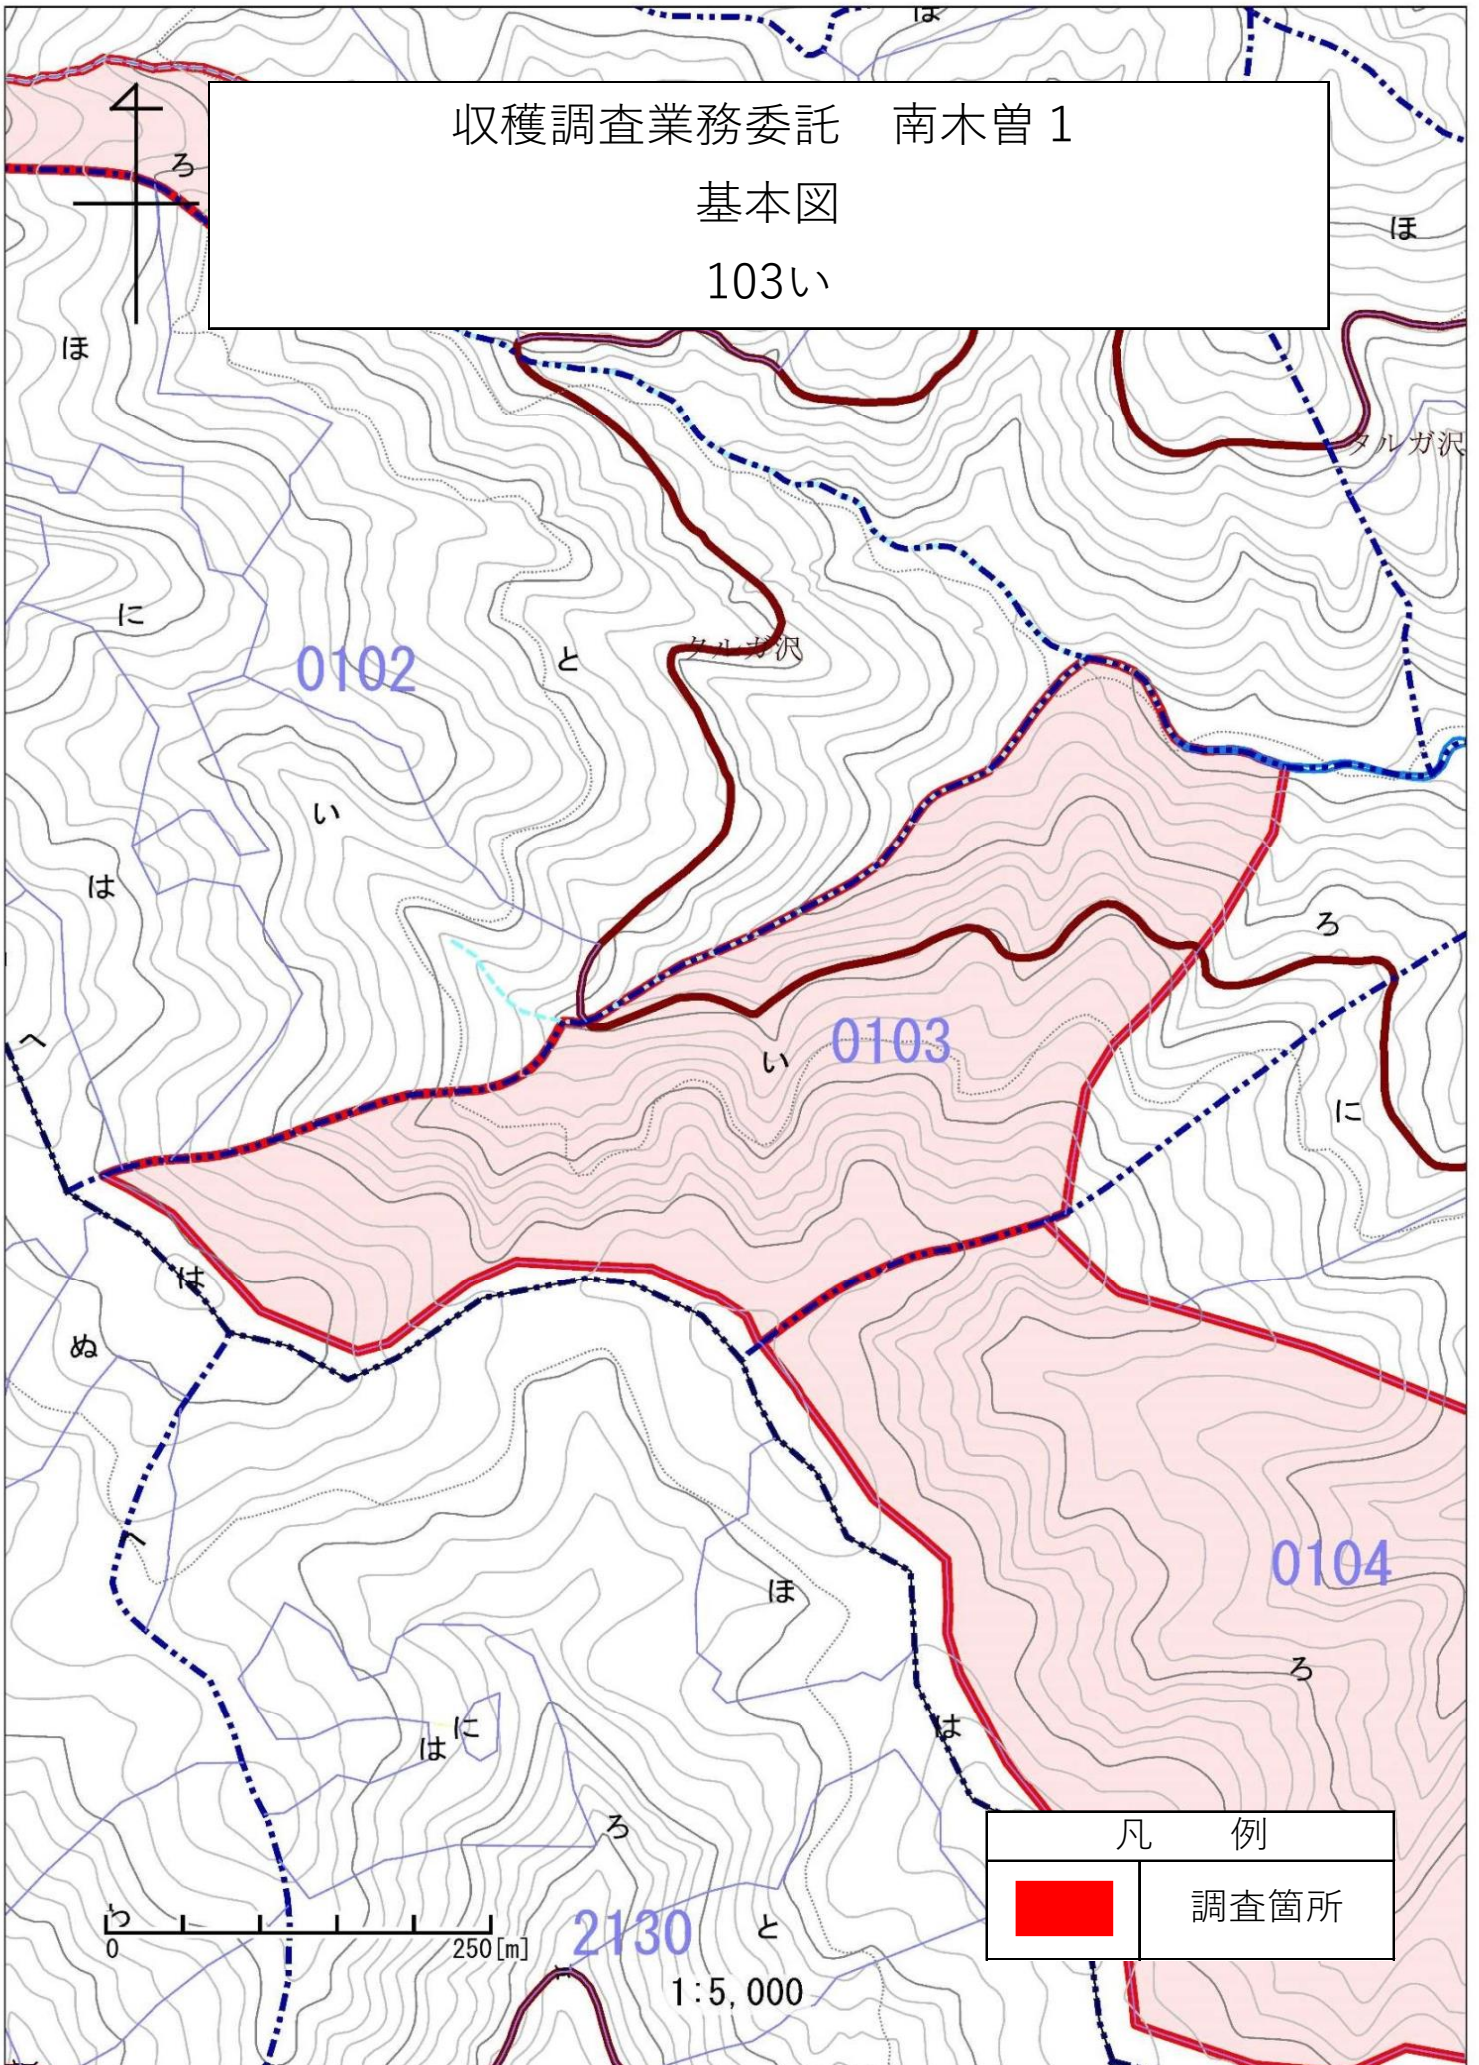 ほ
収穫調査業務委託　南木曽１
基本図
103い
ろ
ほ
ほ
タルガ沢
に
0102
と
タルガ沢
い
は
ろ
へ
い
0103
に
は
ぬ
へ
0104
ほ
ろ
に
は
は
ろ
凡　例
調査箇所
ら
0
250[m]
2130
と
1:5,000